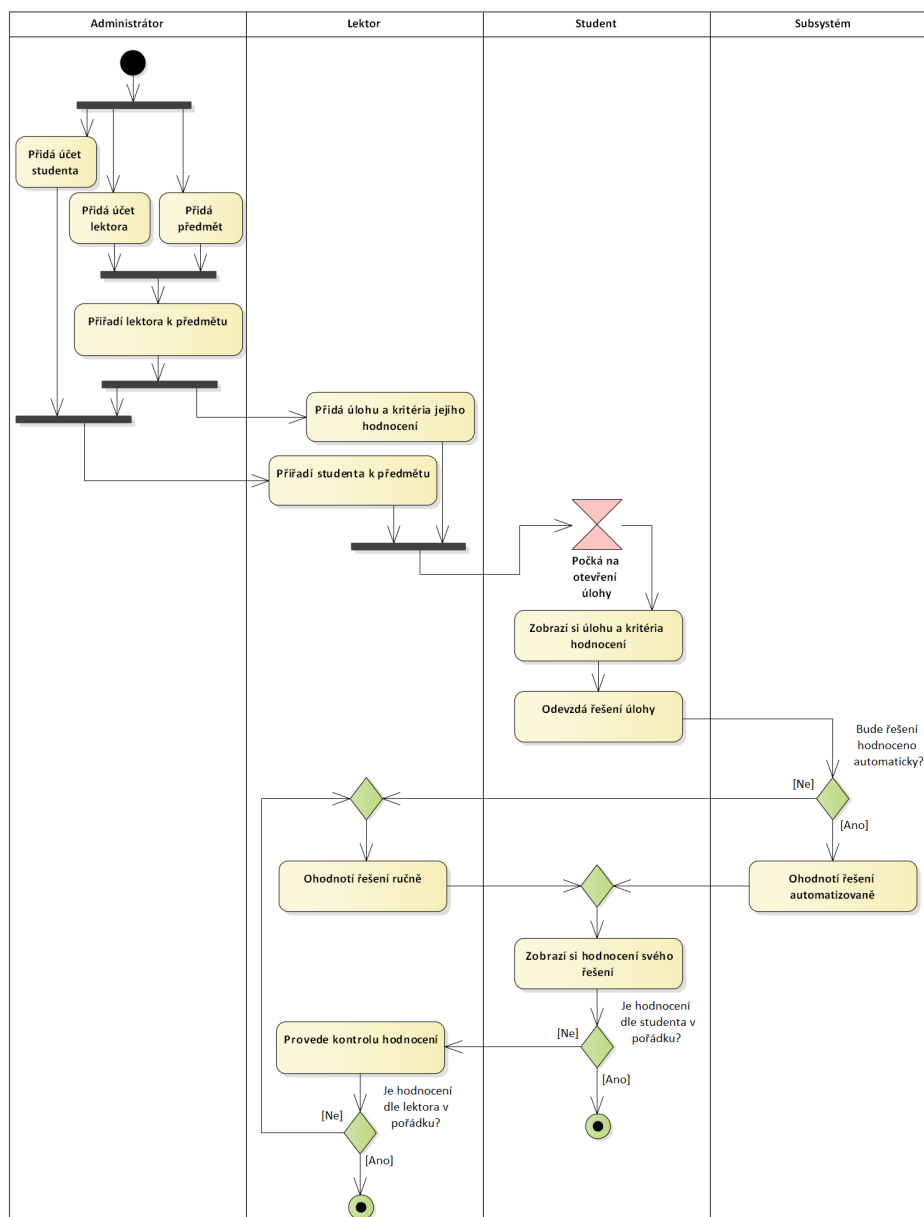 Administrátor
Lektor
Student
Subsystém
Přidá účet
studenta
Přidá účet
lektora
Přidá
předmět
Přiřadí lektora k předmětu
Přidá úlohu a kritéria jejího
hodnocení
Přiřadí studenta k předmětu
Počká na
otevření
úlohy
Zobrazí si úlohu a kritéria
hodnocení
Odevzdá řešení úlohy
Bude řešení
hodnoceno
automaticky?
[Ne]
[Ano]
Ohodnotí řešení ručně
Ohodnotí řešení
automatizovaně
Zobrazí si hodnocení svého
řešení
Je hodnocení
dle studenta v
pořádku?
[Ne]
[Ano]
Provede kontrolu hodnocení
Je hodnocení
dle lektora v
pořádku?
[Ne]
[Ano]